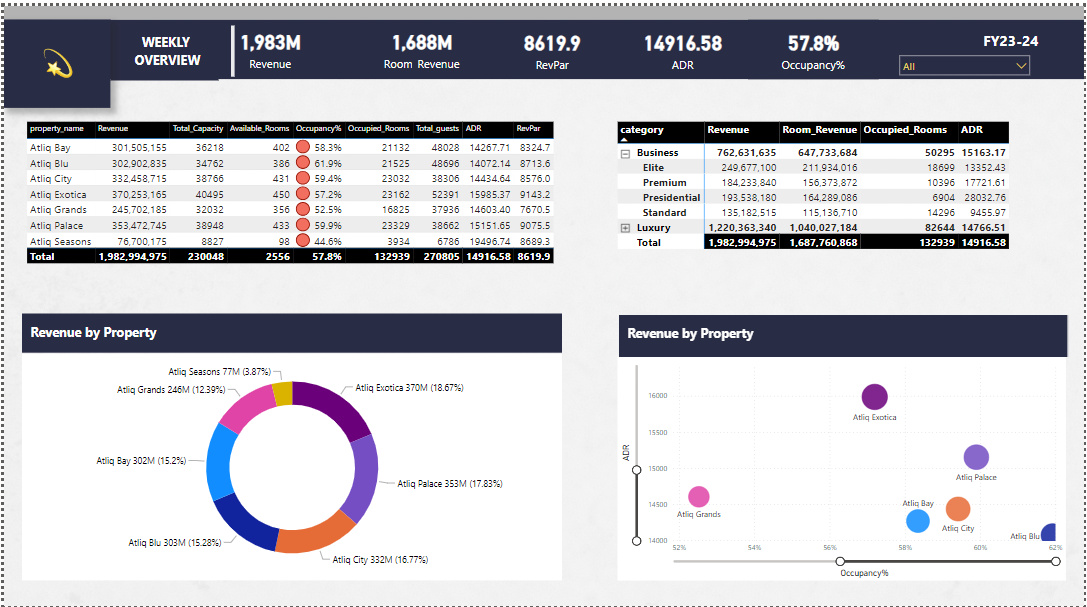 WEEKLY
OVERVIEW
1,983M
Revenue
1,688M
Room Revenue
8619.9
RevPar
14916.58
ADR
57.8%
Occupancy%
FY23-24
All
property_name Revenue Total_Capacity Available_Rooms Occupancy% Occupied_Rooms Total_guests ADR RevPar
Atliq Bay 301,505,155 36218 402 58.3% 21132 48028 14267.71 8324.7
Atliq Blu 302,902,835 34762 386 61.9% 21525 48696 14072.14 8713.6
Atliq City 332,458,715 38766 431 59.4% 23032 38306 14434.64 8576.0
Atliq Exotica 370,253,165 40495 450 57.2% 23162 52391 15985.37 9143.2
Atliq Grands 245,702,185 32032 356 52.5% 16825 37936 14603.40 7670.5
Atliq Palace 353,472,745 38948 433 59.9% 23329 38662 15151.65 9075.5
Atliq Seasons 76,700,175 8827 98 44.6% 3934 6786 19496.74 8689.3
Total 1,982,994,975 230048 2556 57.8% 132939 270805 14916.58 8619.9
category Revenue Room_Revenue Occupied_Rooms ADR
Business 762,631,635 647,733,684 50295 15163.17
Elite 249,677,100 211,934,016 18699 13352.43
Premium 184,233,840 156,373,872 10396 17721.61
Presidential 193,538,180 164,289,086 6904 28032.76
Standard 135,182,515 115,136,710 14296 9455.97
Luxury 1,220,363,340 1,040,027,184 82644 14766.51
Total 1,982,994,975 1,687,760,868 132939 14916.58
Revenue by Property
Atliq Seasons 77M (3.87%)
Atliq Grands 246M (12.39%)
Atliq Exotica 370M (18.67%)
Atliq Bay 302M (15.2%)
Atliq Palace 353M (17.83%)
Atliq Blu 303M (15.28%)
Atliq City 332M (16.77%)
Revenue by Property
ADR
16000
15500
15000
14500
14000
Atliq Exotica
Atliq Palace
Atliq Grands
Atliq Bay
Atliq City
Atliq Blu
52% 54% 56% 58% 60% 62%
Occupancy%